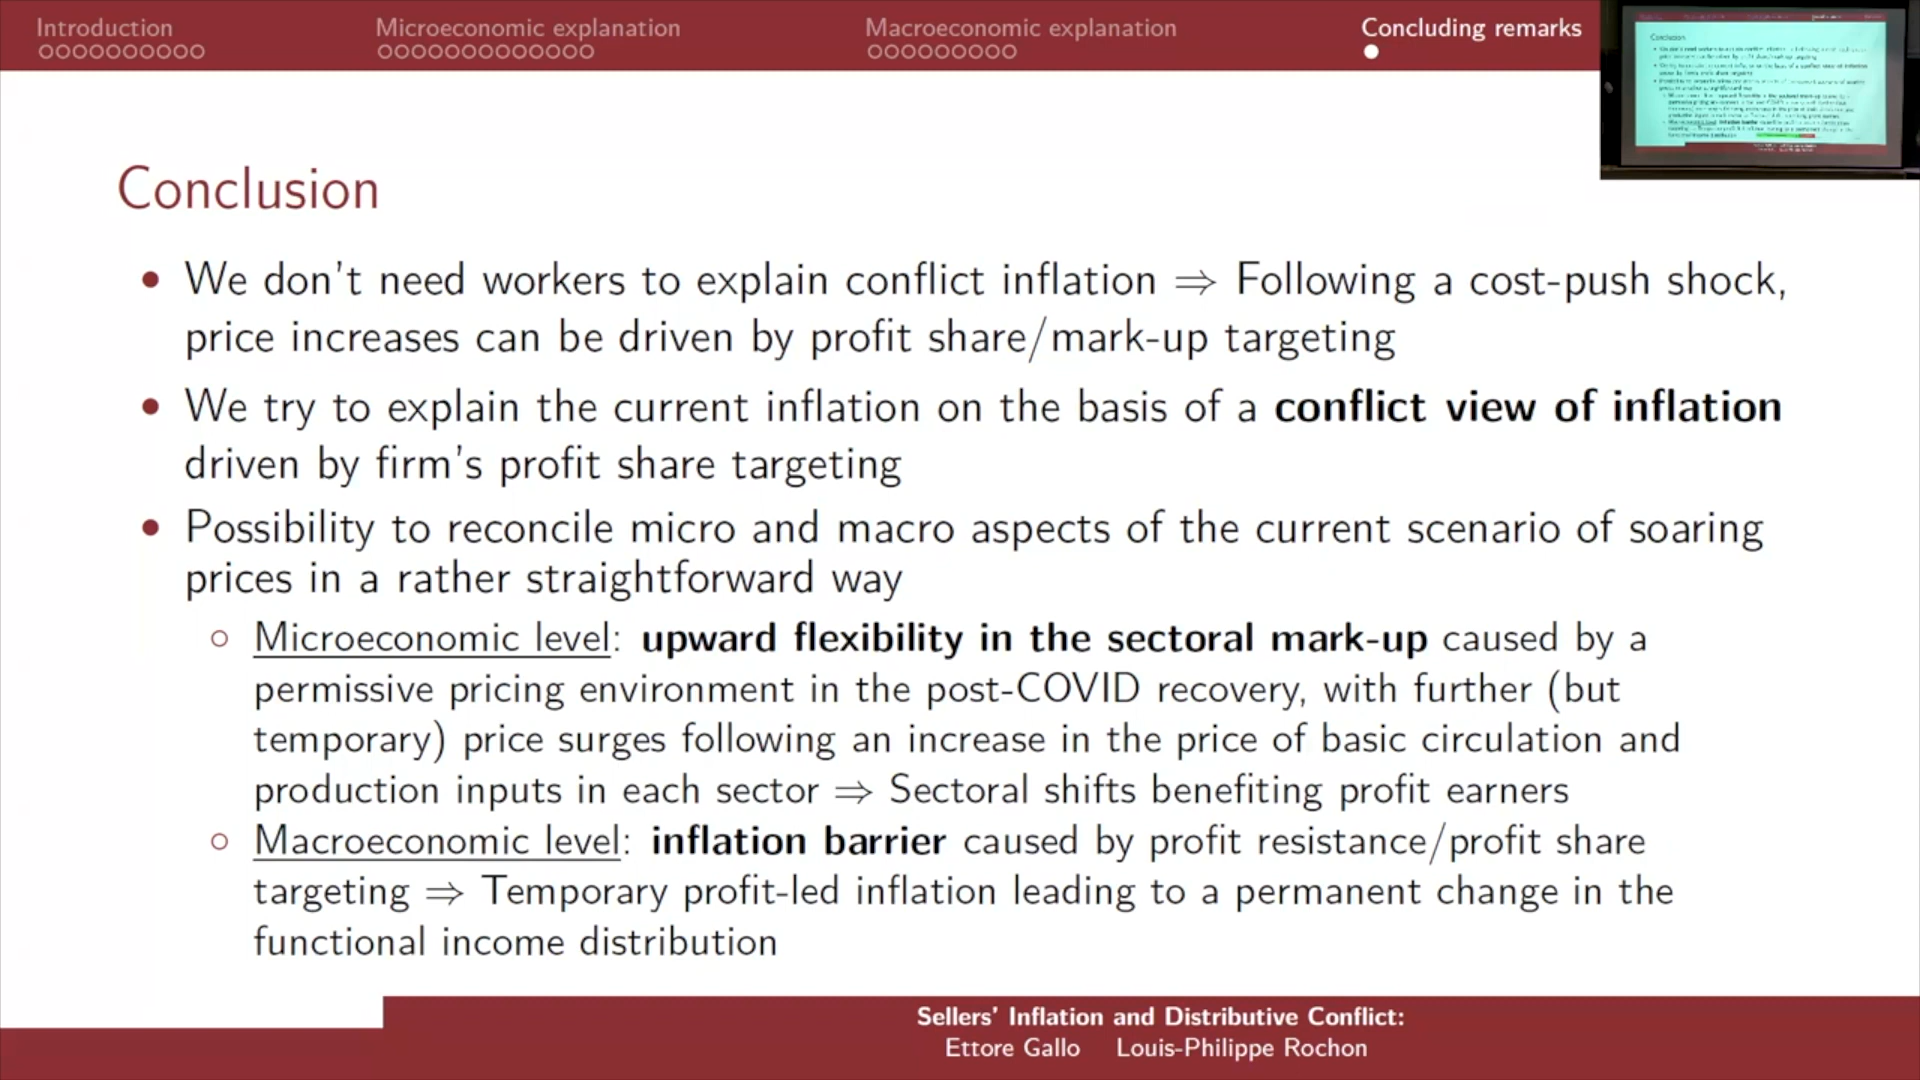 Introduction
Microeconomic explanation
Macroeconomic explanation
Concluding remarks
Conclusion
• We don't need workers to explain conflict inflation ⇒ Following a cost-push shock,
price increases can be driven by profit share/mark-up targeting
• We try to explain the current inflation on the basis of a conflict view of inflation
driven by firm's profit share targeting
• Possibility to reconcile micro and macro aspects of the current scenario of soaring
prices in a rather straightforward way
○ Microeconomic level: upward flexibility in the sectoral mark-up caused by a
permissive pricing environment in the post-COVID recovery, with further (but
temporary) price surges following an increase in the price of basic circulation and
production inputs in each sector ⇒ Sectoral shifts benefiting profit earners
○ Macroeconomic level: inflation barrier caused by profit resistance/profit share
targeting ⇒ Temporary profit-led inflation leading to a permanent change in the
functional income distribution
Sellers' Inflation and Distributive Conflict:
Ettore Gallo Louis-Philippe Rochon
Conclusion